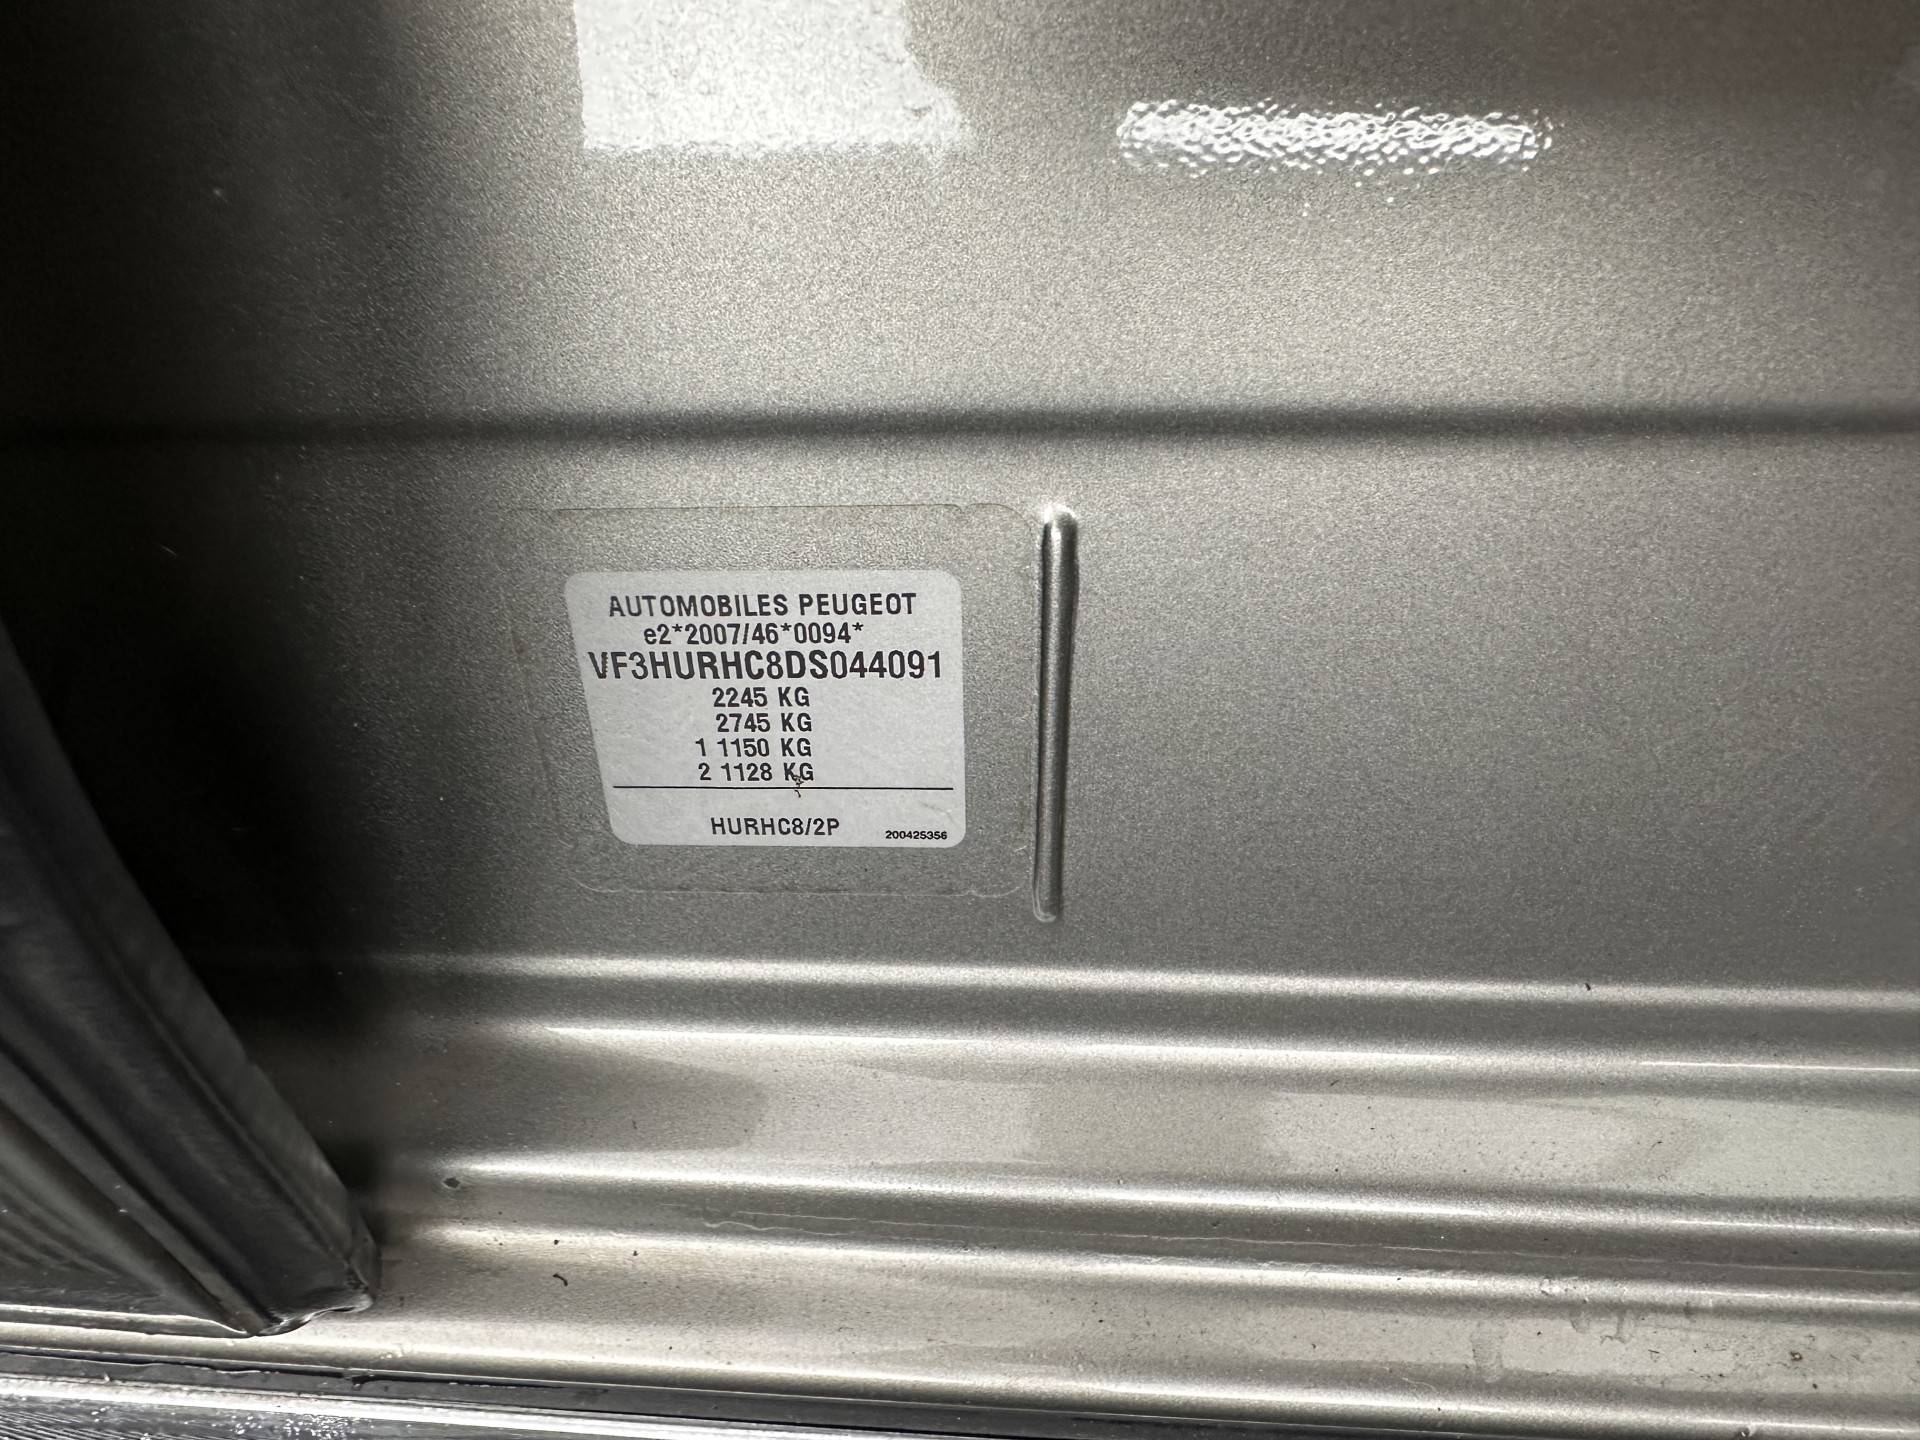 AUTOMOBILES PEUGEOT
e2*2007/46*0094*
VF3HURHC8DS044091
2245 KG
2745 KG
1 1150 KG
2 1128 KG
HURHC8/2P
200425356